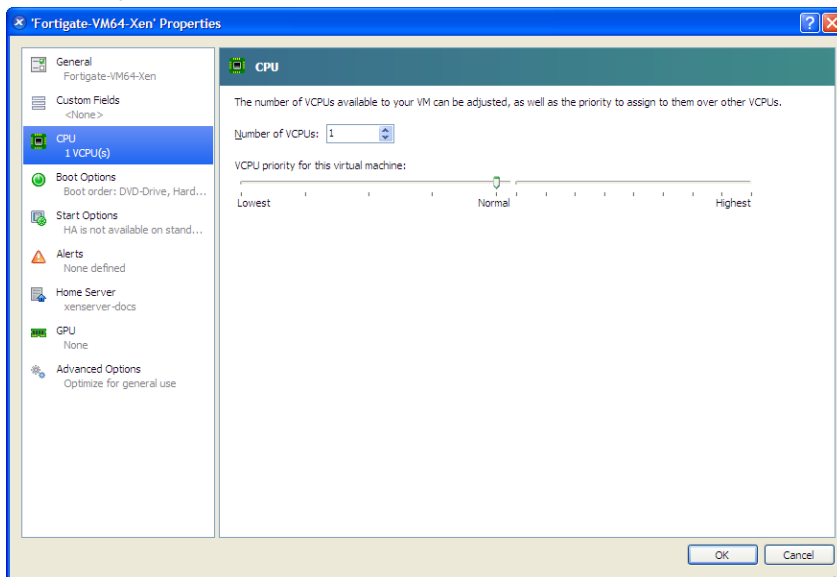 'Fortigate-VM64-Xen' Properties
General
Fortigate-VM64-Xen
Custom Fields
<None>
CPU
1 VCPU(s)
Boot Options
Boot order: DVD-Drive, Hard...
Start Options
HA is not available on stand...
Alerts
None defined
Home Server
xenserver-docs
GPU
None
Advanced Options
Optimize for general use
CPU
The number of VCPUs available to your VM can be adjusted, as well as the priority to assign to them over other VCPUs.
Number of VCPUs: 1
VCPU priority for this virtual machine:
Lowest Normal Highest
OK Cancel